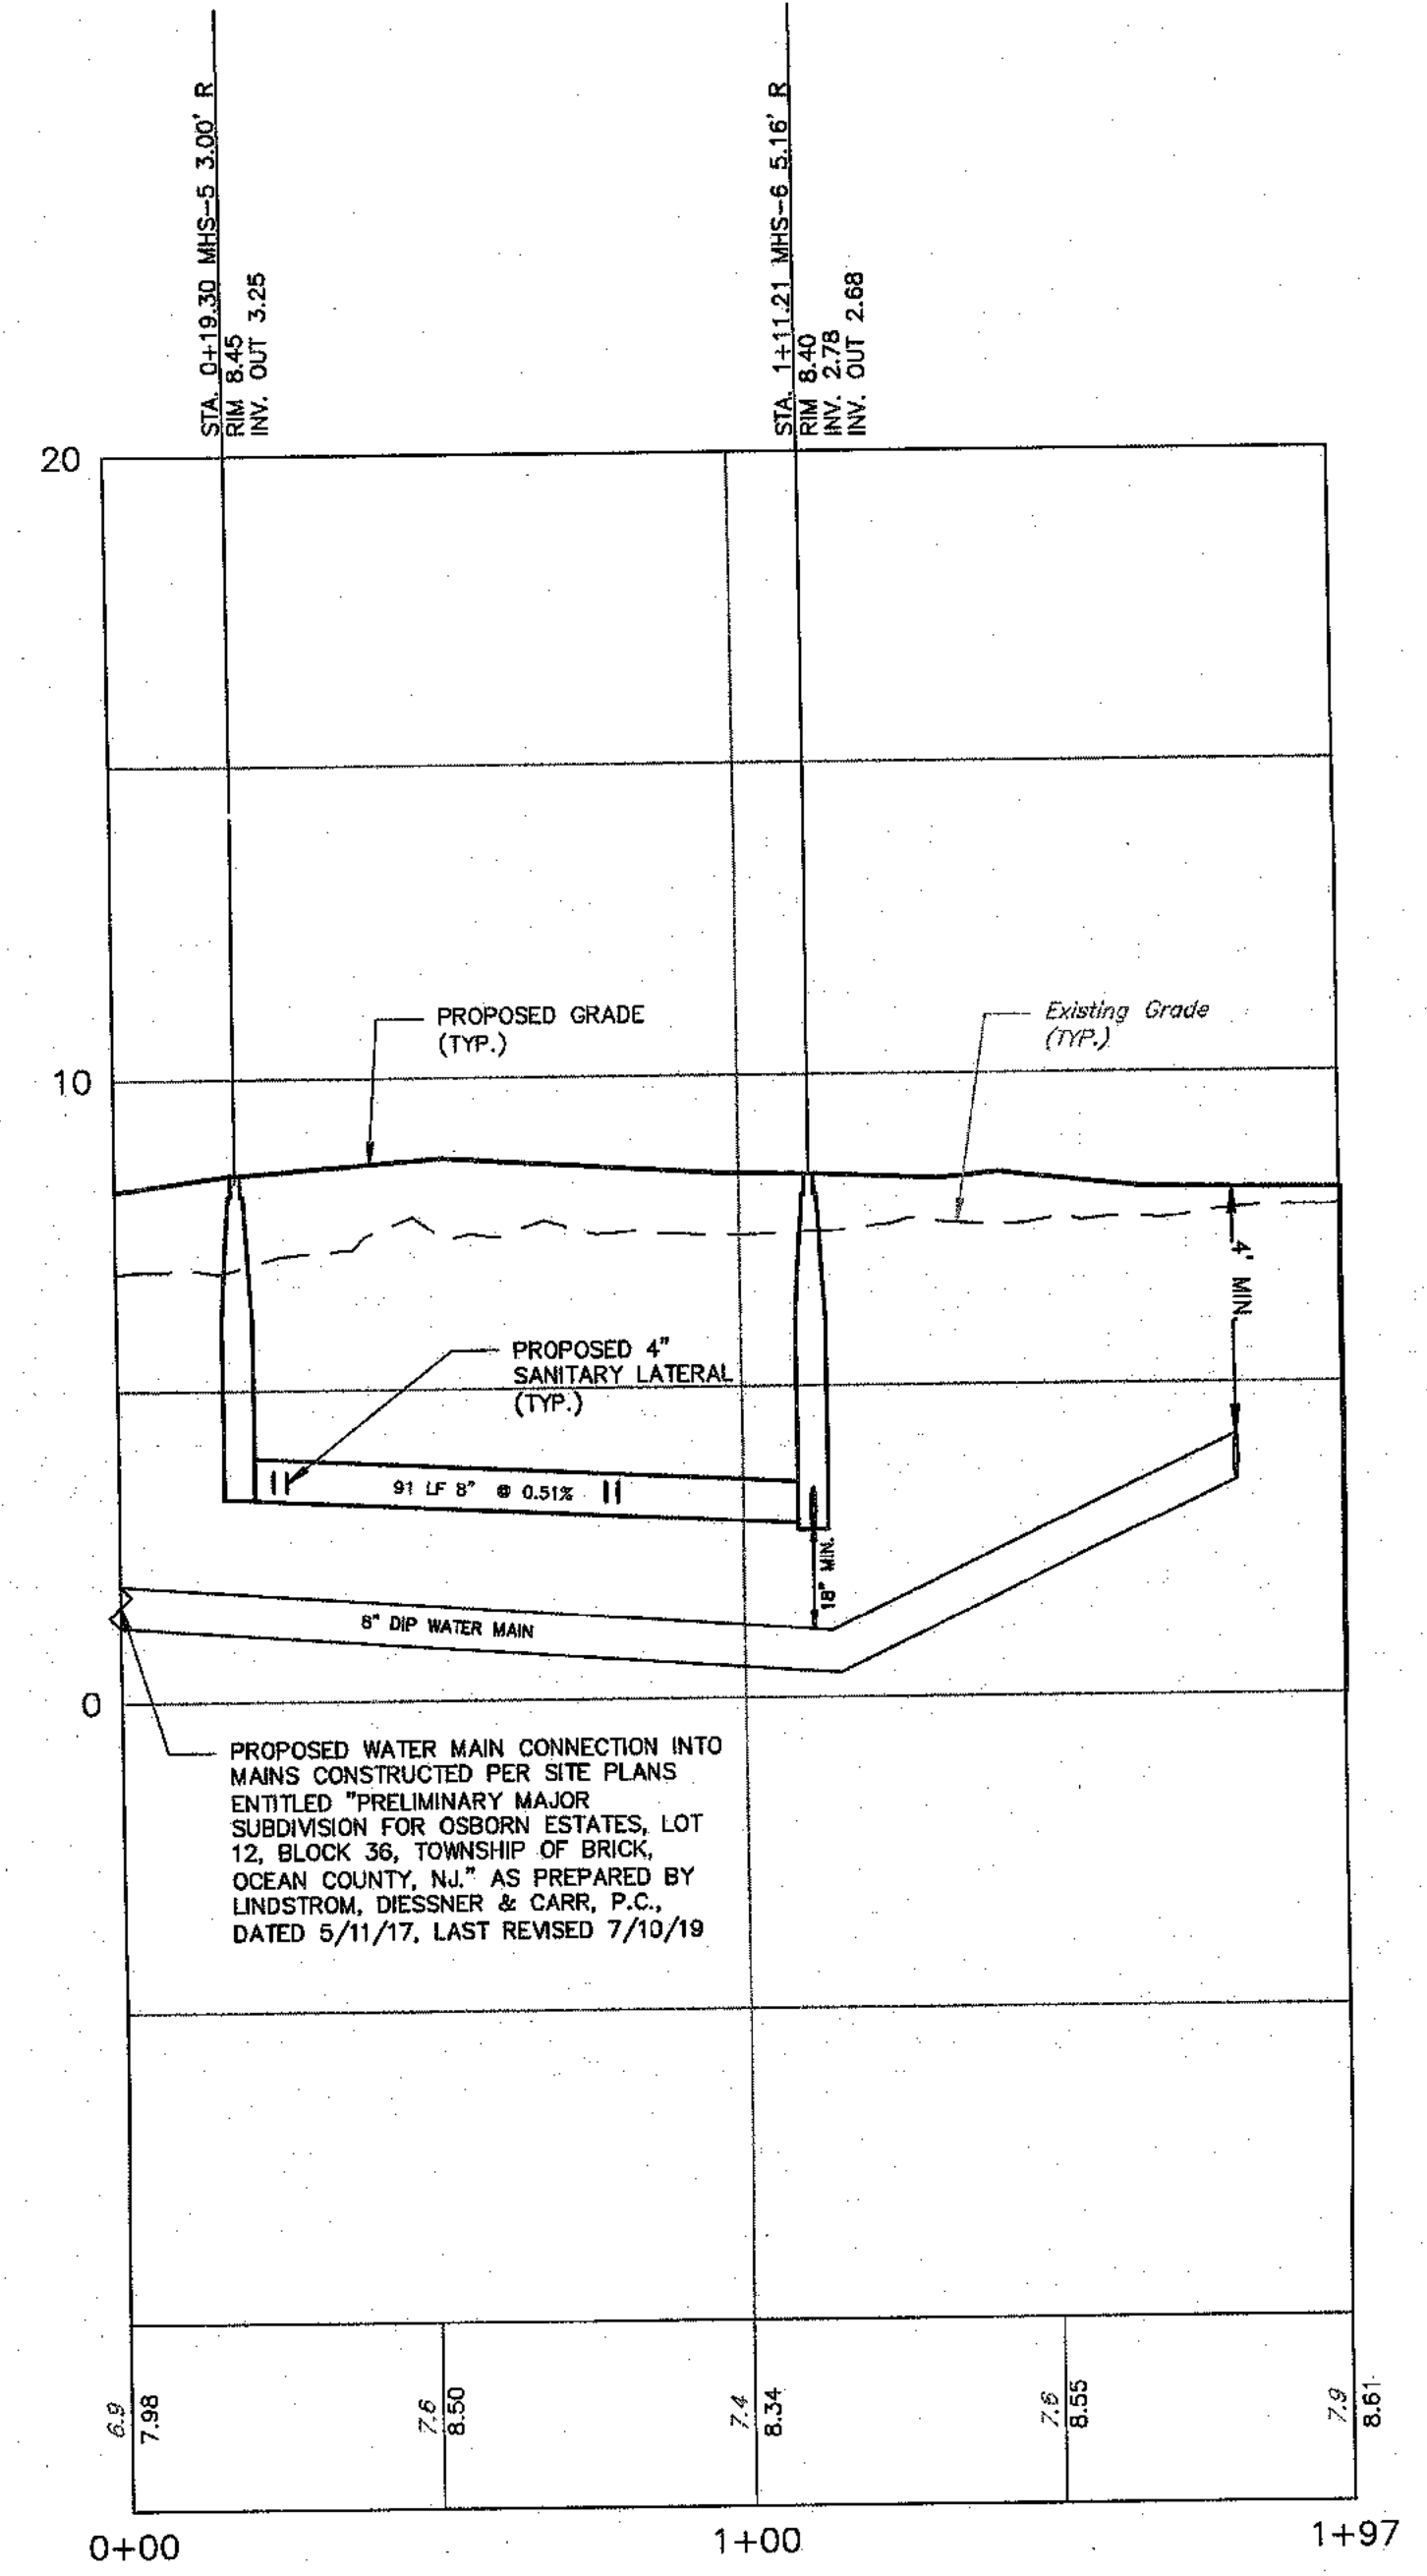 STA. 0+19.30 MHS-5 3.00' R
RIM 8.45
INV. OUT 3.25
STA. 1+11.21 MHS-6 5.16' R
RIM 8.40
INV. 2.78
INV. OUT 2.68
20
10
0
PROPOSED GRADE
(TYP.)
Existing Grade
(TYP.)
4' MIN.
PROPOSED 4"
SANITARY LATERAL
(TYP.)
91 LF 8" @ 0.51%
18" MIN.
8" DIP WATER MAIN
PROPOSED WATER MAIN CONNECTION INTO
MAINS CONSTRUCTED PER SITE PLANS
ENTITLED "PRELIMINARY MAJOR
SUBDIVISION FOR OSBORN ESTATES, LOT
12, BLOCK 36, TOWNSHIP OF BRICK,
OCEAN COUNTY, NJ." AS PREPARED BY
LINDSTROM, DIESSNER & CARR, P.C.,
DATED 5/11/17, LAST REVISED 7/10/19
6.9
7.98
7.6
8.50
7.4
8.34
7.6
8.55
7.9
8.61
0+00
1+00
1+97